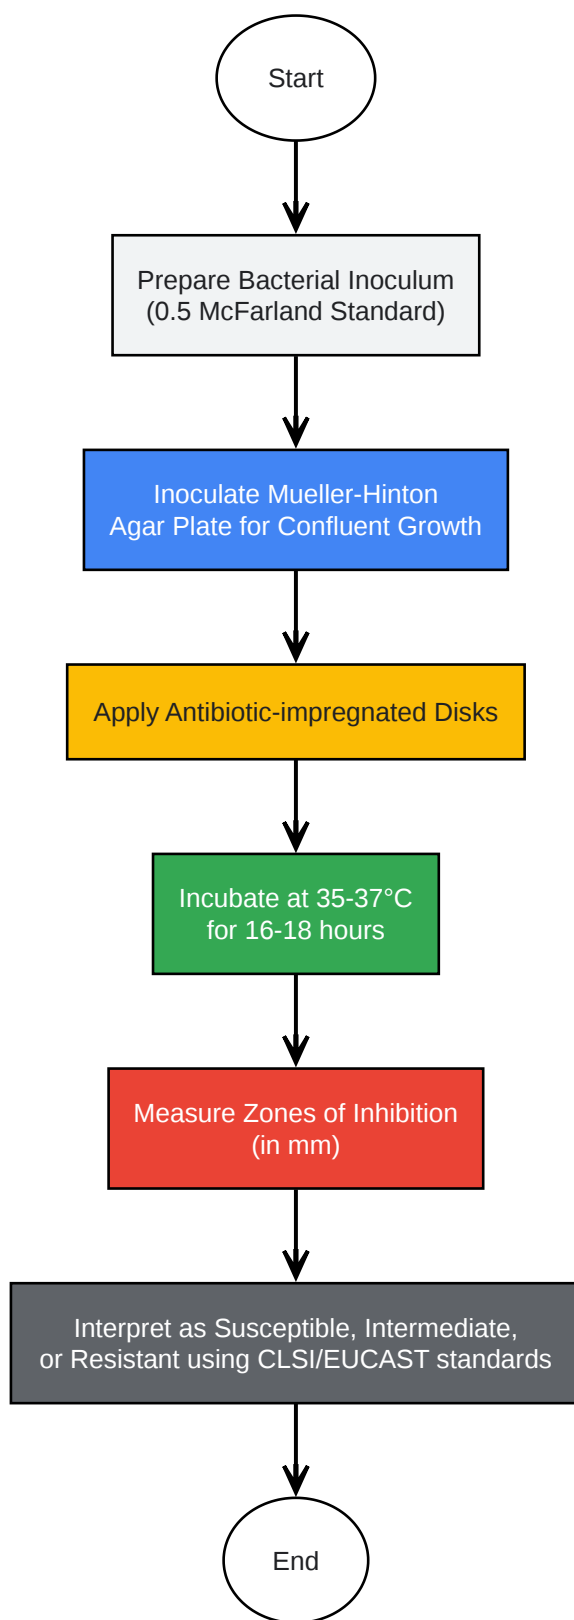 Start
Prepare Bacterial Inoculum
(0.5 McFarland Standard)
Inoculate Mueller-Hinton
Agar Plate for Confluent Growth
Apply Antibiotic-impregnated Disks
Incubate at 35-37°C
for 16-18 hours
Measure Zones of Inhibition
(in mm)
Interpret as Susceptible, Intermediate,
or Resistant using CLSI/EUCAST standards
End